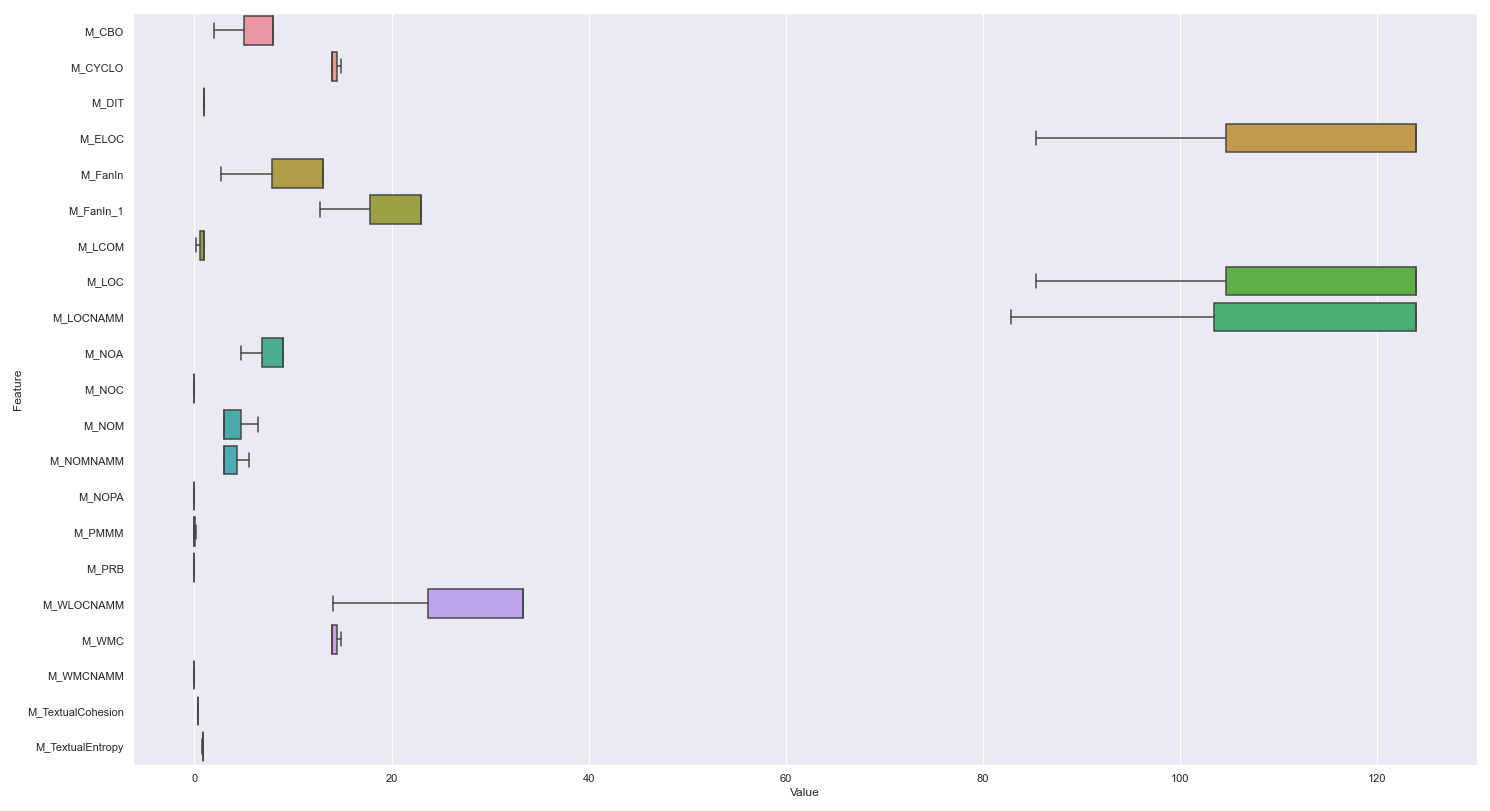 M_CBO
M_CYCLO
M_DIT
M_ELOC
M_FanIn
M_FanIn_1
M_LCOM
M_LOC
M_LOCNAMM
M_NOA
M_NOC
M_NOM
M_NOMNAMM
M_NOPA
M_PMMM
M_PRB
M_WLOCNAMM
M_WMC
M_WMCNAMM
M_TextualCohesion
M_TextualEntropy
Feature
0 20 40 60 80 100 120
Value